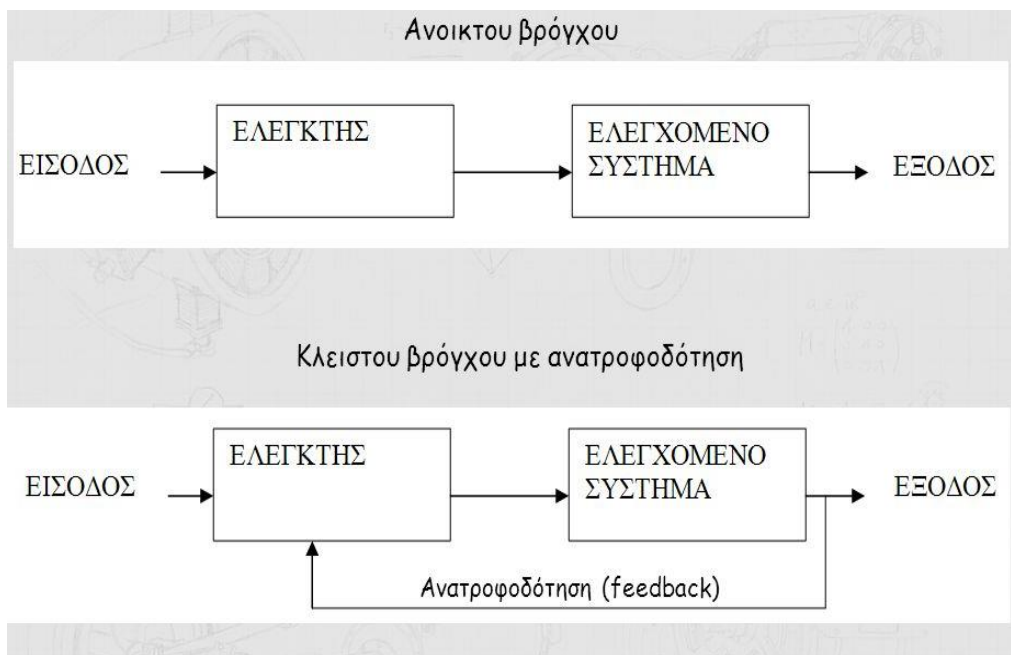 Ανοικτου βρόγχου
ΕΙΣΟΔΟΣ
ΕΛΕΓΚΤΗΣ
ΕΛΕΓΧΟΜΕΝΟ
ΣΥΣΤΗΜΑ
ΕΞΟΔΟΣ
Κλειστου βρόγχου με ανατροφοδότηση
ΕΙΣΟΔΟΣ
ΕΛΕΓΚΤΗΣ
ΕΛΕΓΧΟΜΕΝΟ
ΣΥΣΤΗΜΑ
ΕΞΟΔΟΣ
Ανατροφοδότηση (feedback)